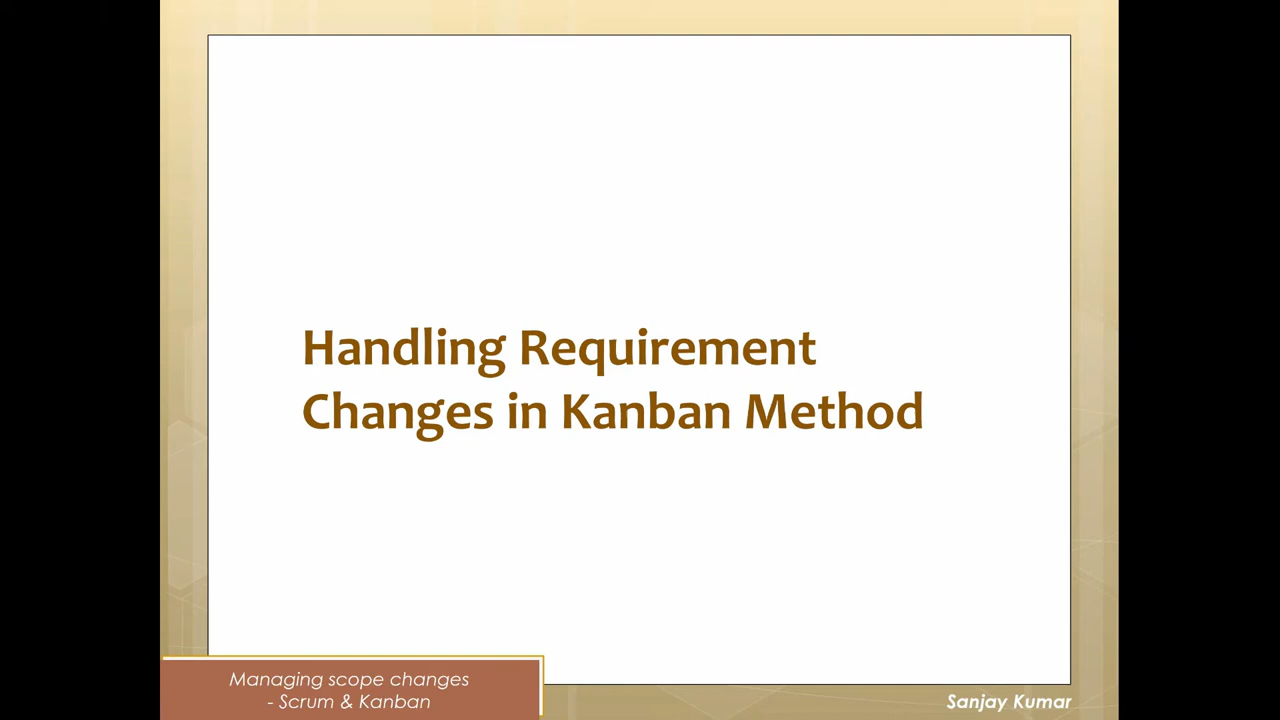 Handling Requirement
Changes in Kanban Method
Managing scope changes
- Scrum & Kanban
Sanjay Kumar